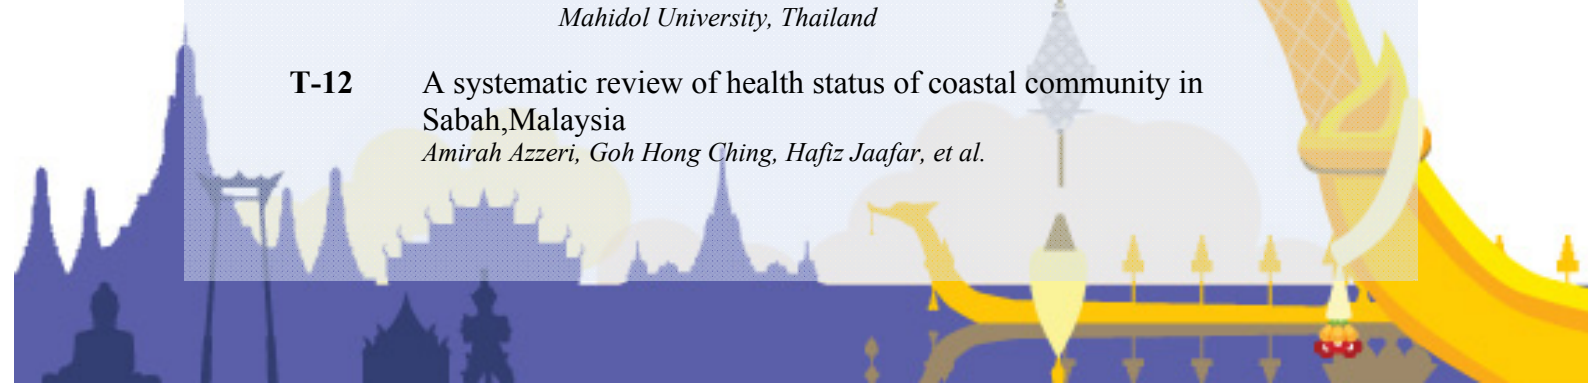 Mahidol University, Thailand
T-12 A systematic review of health status of coastal community in
Sabah,Malaysia
Amirah Azzeri, Goh Hong Ching, Hafiz Jaafar, et al.